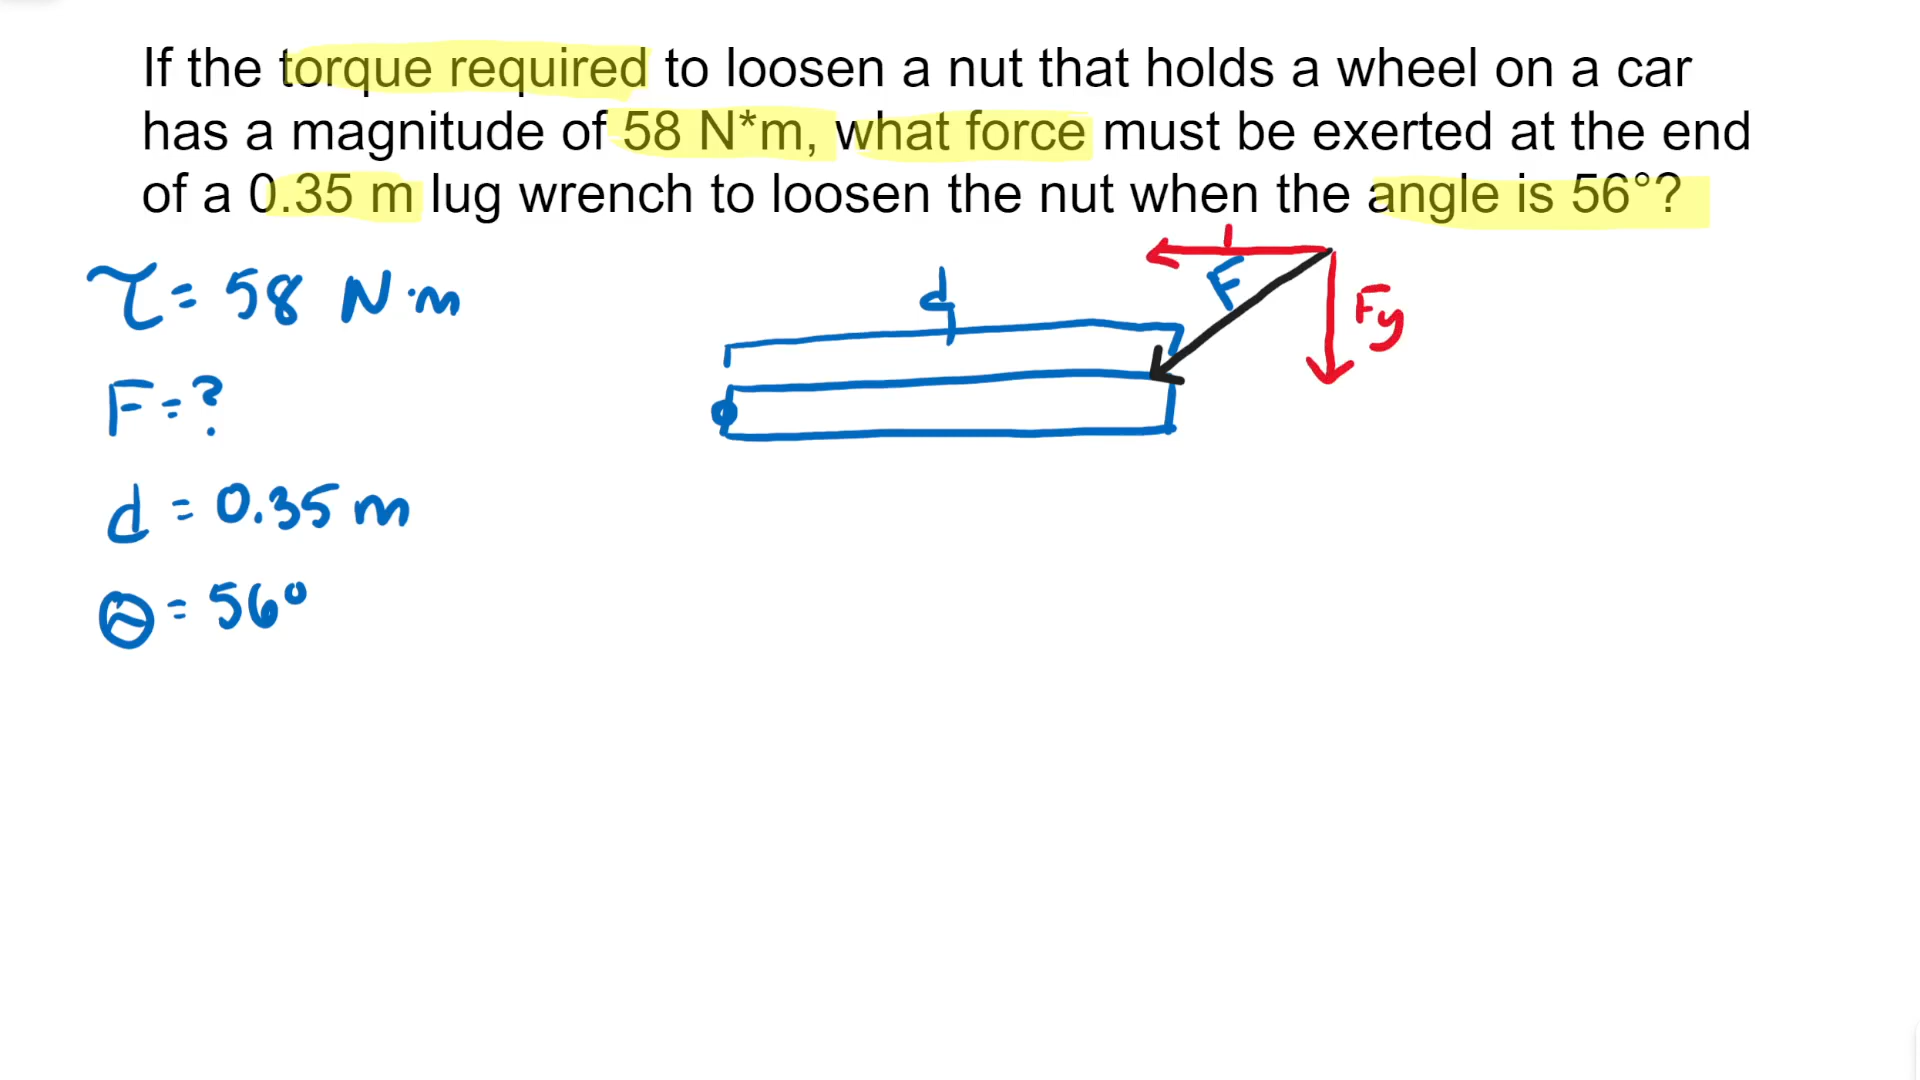 If the torque required to loosen a nut that holds a wheel on a car
has a magnitude of 58 N*m, what force must be exerted at the end
of a 0.35 m lug wrench to loosen the nut when the angle is 56°?
τ = 58 N·m
d
F
Fy
F = ?
d = 0.35 m
θ = 56°